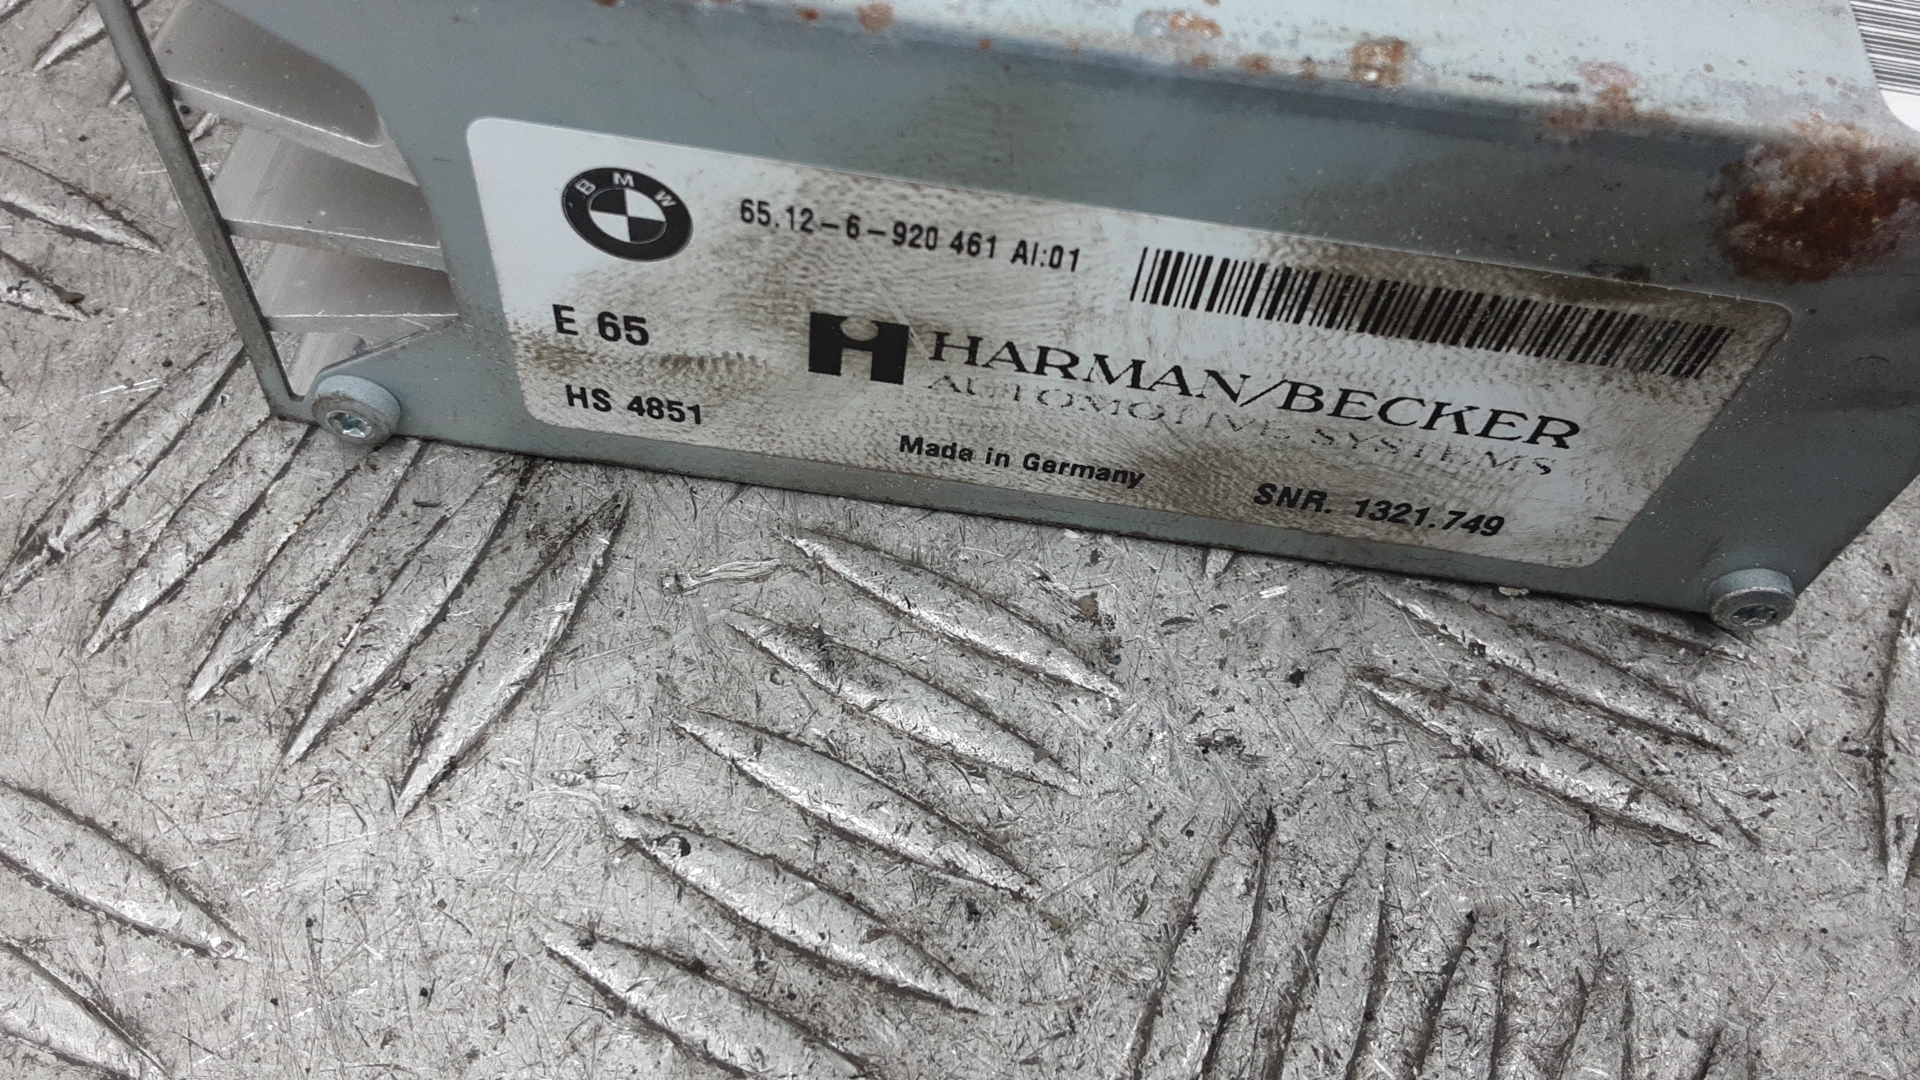 BMW
65.12-6-920 461 AI:01
E 65
HARMAN/BECKER
AUTOMOTIVE SYSTEMS
HS 4851
Made in Germany
SNR. 1321.749